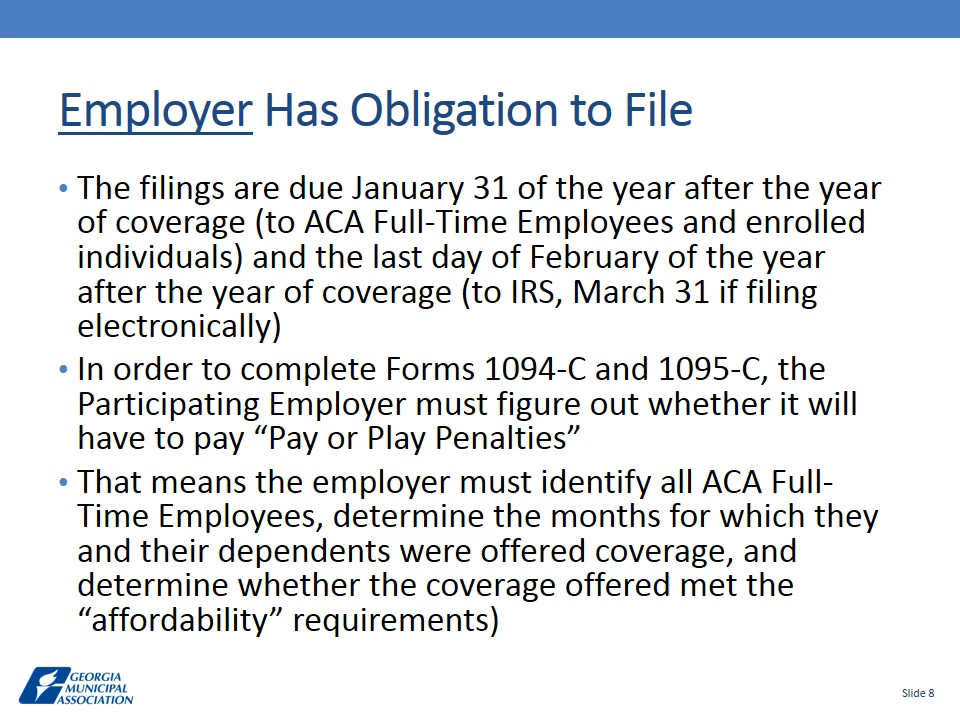 Employer Has Obligation to File
• The filings are due January 31 of the year after the year
of coverage (to ACA Full-Time Employees and enrolled
individuals) and the last day of February of the year
after the year of coverage (to IRS, March 31 if filing
electronically)
• In order to complete Forms 1094-C and 1095-C, the
Participating Employer must figure out whether it will
have to pay “Pay or Play Penalties”
• That means the employer must identify all ACA Full-
Time Employees, determine the months for which they
and their dependents were offered coverage, and
determine whether the coverage offered met the
“affordability” requirements)
GEORGIA
MUNICIPAL
ASSOCIATION
Slide 8